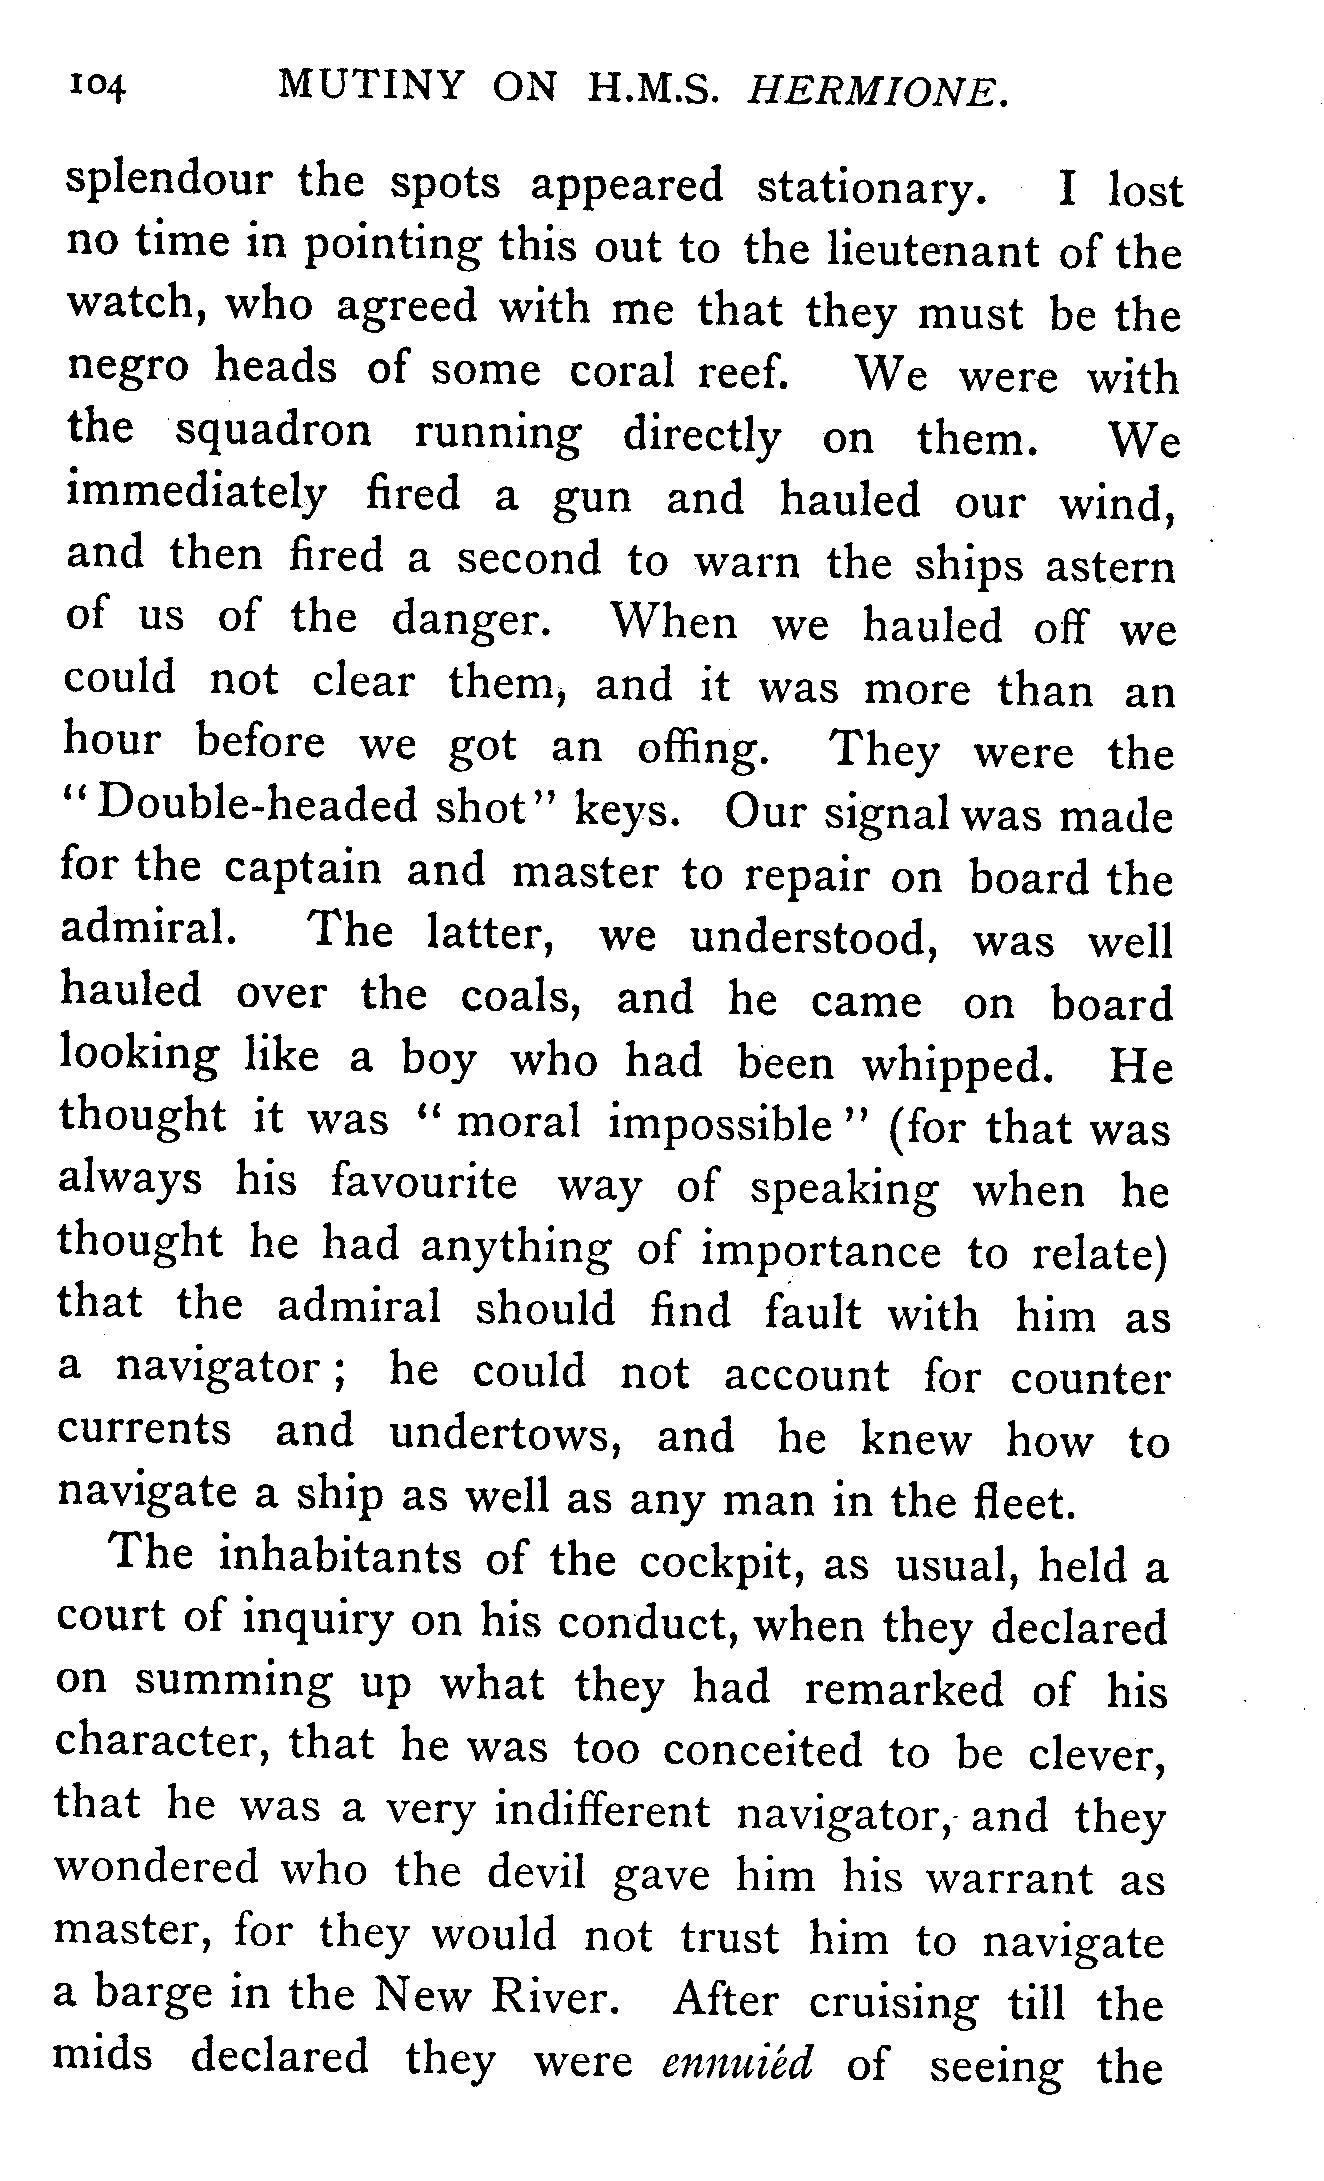 104 MUTINY ON H.M.S. HERMIONE.
splendour the spots appeared stationary. I lost
no time in pointing this out to the lieutenant of the
watch, who agreed with me that they must be the
negro heads of some coral reef. We were with
the squadron running directly on them. We
immediately fired a gun and hauled our wind,
and then fired a second to warn the ships astern
of us of the danger. When we hauled off we
could not clear them, and it was more than an
hour before we got an offing. They were the
“Double-headed shot” keys. Our signal was made
for the captain and master to repair on board the
admiral. The latter, we understood, was well
hauled over the coals, and he came on board
looking like a boy who had been whipped. He
thought it was “moral impossible” (for that was
always his favourite way of speaking when he
thought he had anything of importance to relate)
that the admiral should find fault with him as
a navigator; he could not account for counter
currents and undertows, and he knew how to
navigate a ship as well as any man in the fleet.
The inhabitants of the cockpit, as usual, held a
court of inquiry on his conduct, when they declared
on summing up what they had remarked of his
character, that he was too conceited to be clever,
that he was a very indifferent navigator, and they
wondered who the devil gave him his warrant as
master, for they would not trust him to navigate
a barge in the New River. After cruising till the
mids declared they were ennuiéd of seeing the